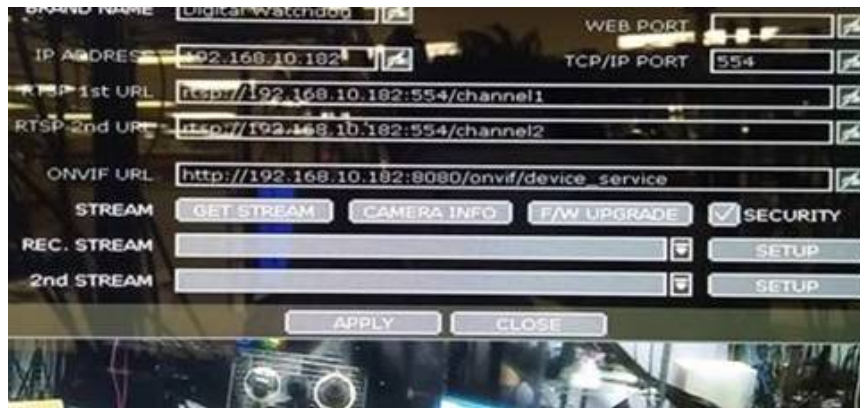 BRAND NAME Digital Watchdog
WEB PORT
IP ADDRESS 192.168.10.182 TCP/IP PORT 554
RTSP 1st URL rtsp://192.168.10.182:554/channel1
RTSP 2nd URL rtsp://192.168.10.182:554/channel2
ONVIF URL http://192.168.10.182:8080/onvif/device_service
STREAM GET STREAM CAMERA INFO F/W UPGRADE SECURITY
REC. STREAM SETUP
2nd STREAM SETUP
APPLY CLOSE